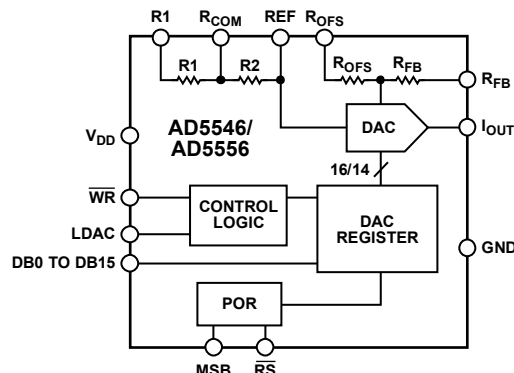 R1 RCOM REF ROFS
R1 R2 ROFS RFB
RFB
VDD
AD5546/
AD5556
DAC
IOUT
16/14
WR
LDAC
DB0 TO DB15
CONTROL
LOGIC
DAC
REGISTER
GND
POR
MSB RS